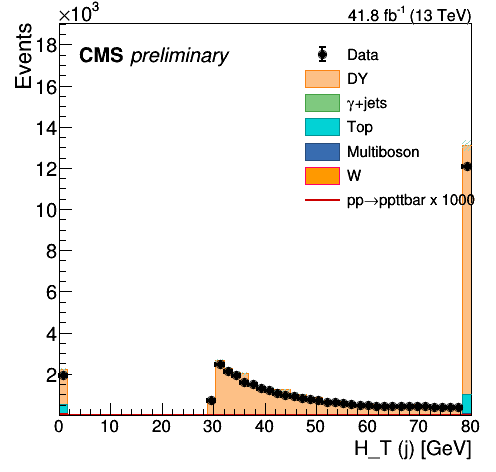 ×10³
41.8 fb⁻¹ (13 TeV)
Events
CMS preliminary
Data
DY
γ+jets
Top
Multiboson
W
pp→ppttbar x 1000
18
16
14
12
10
8
6
4
2
0 10 20 30 40 50 60 70 80
H_T (j) [GeV]